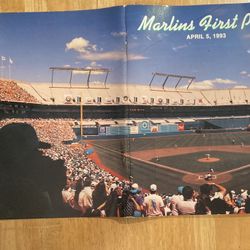 Marlins First P
APRIL 5, 1993